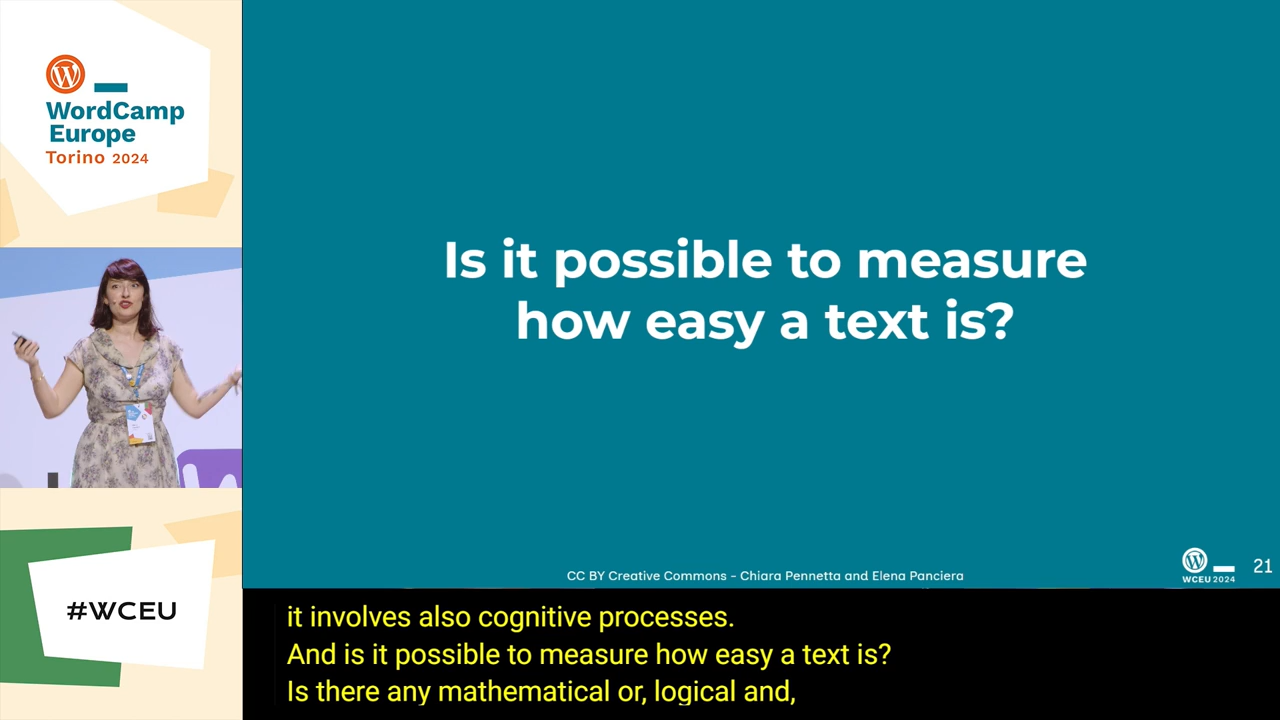 WordCamp
Europe
Torino 2024
Is it possible to measure
how easy a text is?
CC BY Creative Commons - Chiara Pennetta and Elena Panciera
WCEU 2024
21
#WCEU
it involves also cognitive processes.
And is it possible to measure how easy a text is?
Is there any mathematical or, logical and,